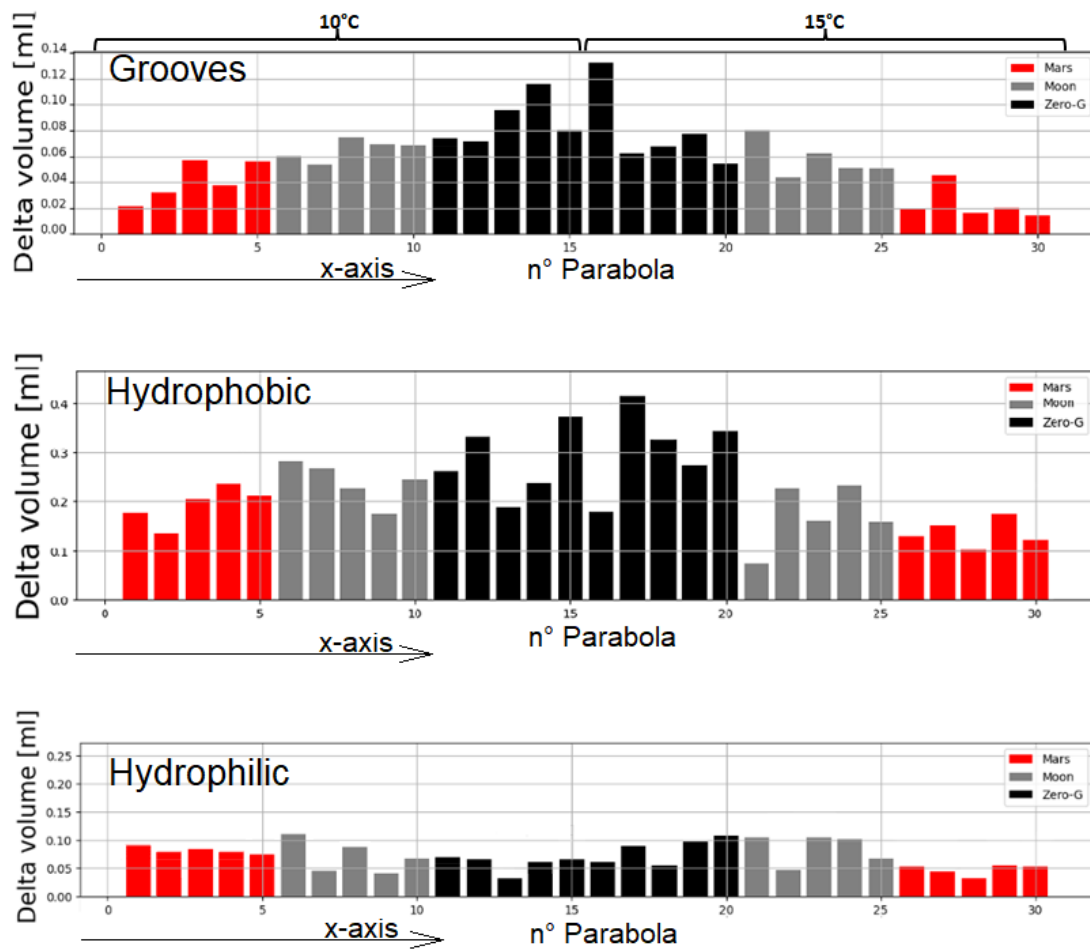 10°C
15°C
Grooves
Delta volume [ml]
0.14
0.12
0.10
0.08
0.06
0.04
0.02
0.00
Mars
Moon
Zero-G
0 5 10 15 20 25 30
x-axis
n° Parabola
Hydrophobic
Delta volume [ml]
0.4
0.3
0.2
0.1
0.0
Mars
Moon
Zero-G
0 5 10 15 20 25 30
x-axis
n° Parabola
Hydrophilic
Delta volume [ml]
0.25
0.20
0.15
0.10
0.05
0.00
Mars
Moon
Zero-G
0 5 10 15 20 25 30
x-axis
n° Parabola